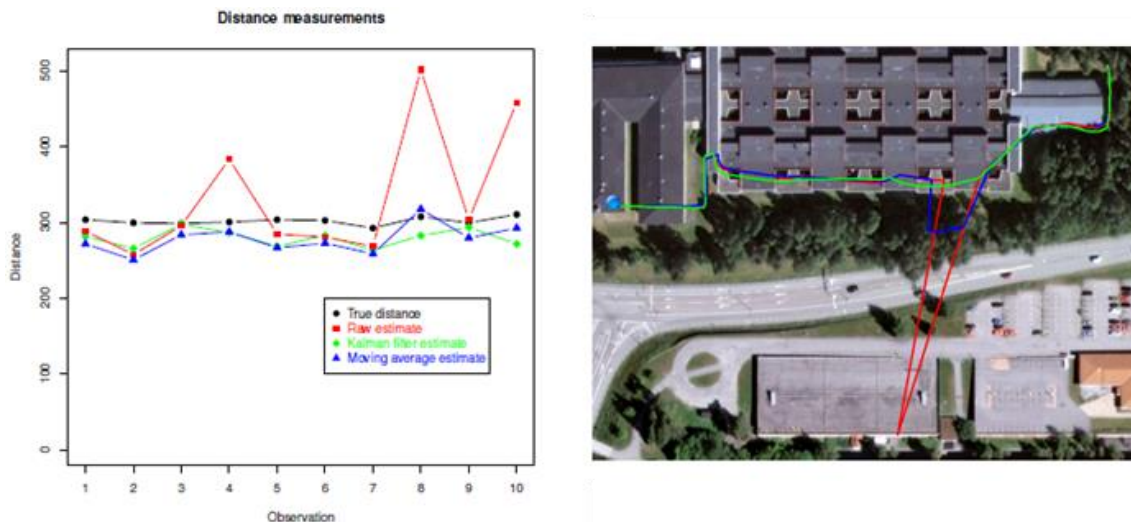 Distance measurements
500
400
300
200
100
0
Distance
True distance
Raw estimate
Kalman filter estimate
Moving average estimate
1 2 3 4 5 6 7 8 9 10
Observation